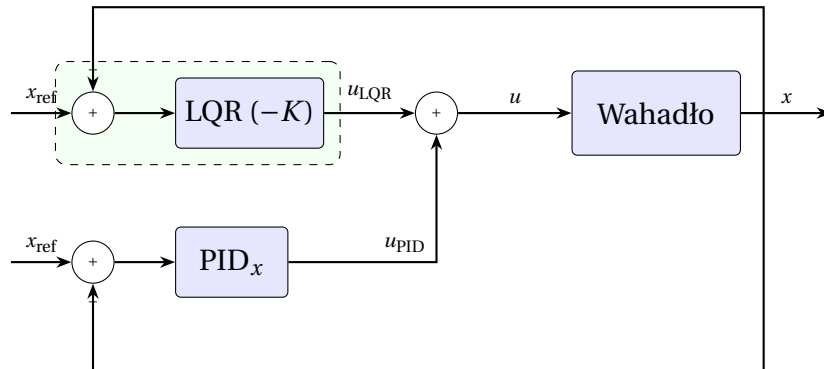 −
x_ref
+
LQR (−K)
u_LQR
+
u
Wahadło
x
x_ref
+
PID_x
u_PID
−